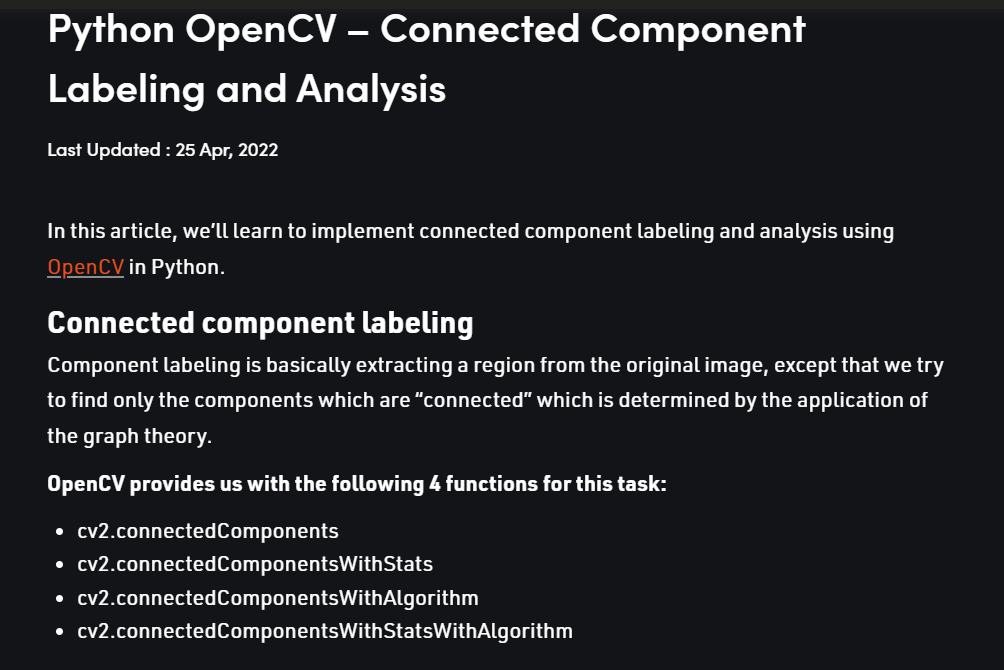 Python OpenCV – Connected Component
Labeling and Analysis
Last Updated : 25 Apr, 2022
In this article, we’ll learn to implement connected component labeling and analysis using
OpenCV in Python.
Connected component labeling
Component labeling is basically extracting a region from the original image, except that we try
to find only the components which are “connected” which is determined by the application of
the graph theory.
OpenCV provides us with the following 4 functions for this task:
• cv2.connectedComponents
• cv2.connectedComponentsWithStats
• cv2.connectedComponentsWithAlgorithm
• cv2.connectedComponentsWithStatsWithAlgorithm